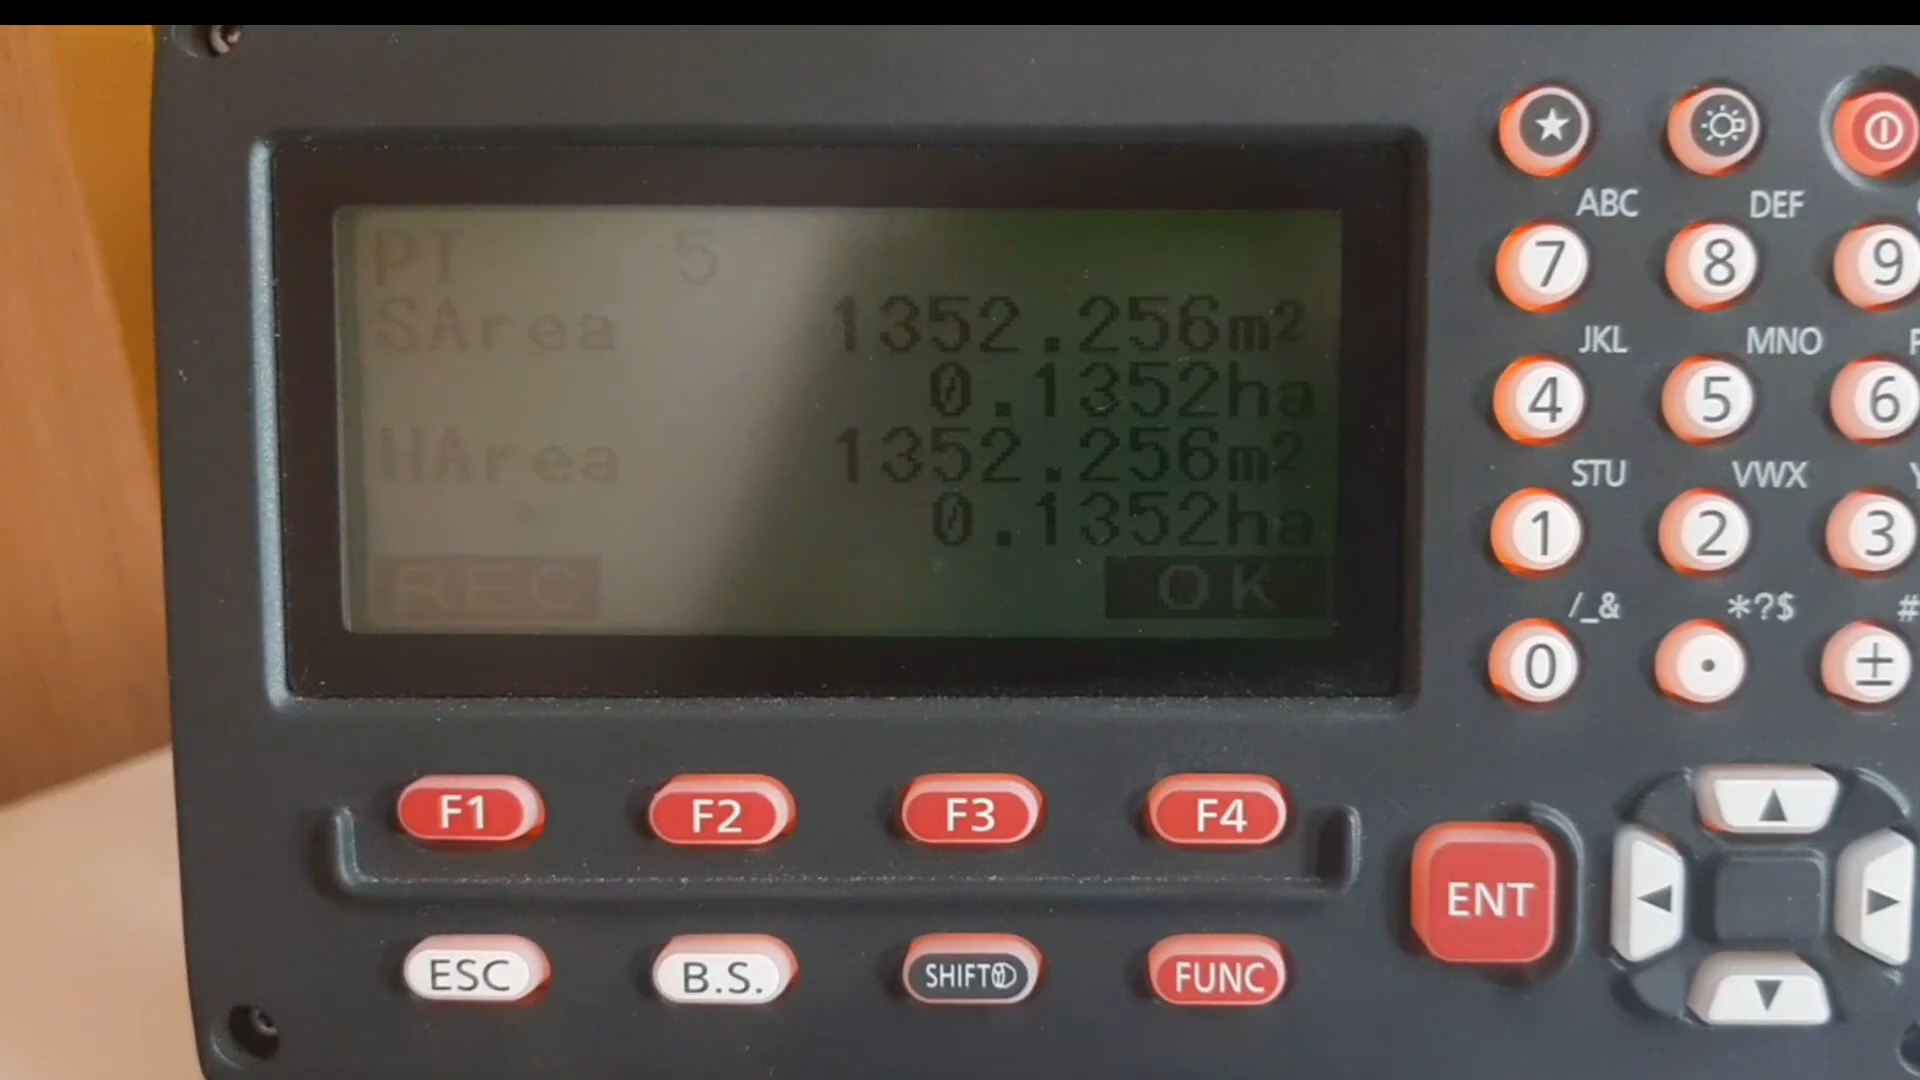 PT 5
SArea 1352.256m2
0.1352ha
HArea 1352.256m2
0.1352ha
REC OK
ABC DEF
7 8 9
JKL MNO
4 5 6
STU VWX
1 2 3
/_& *?$ #
0 • ±
F1 F2 F3 F4
ENT
ESC B.S. SHIFT FUNC